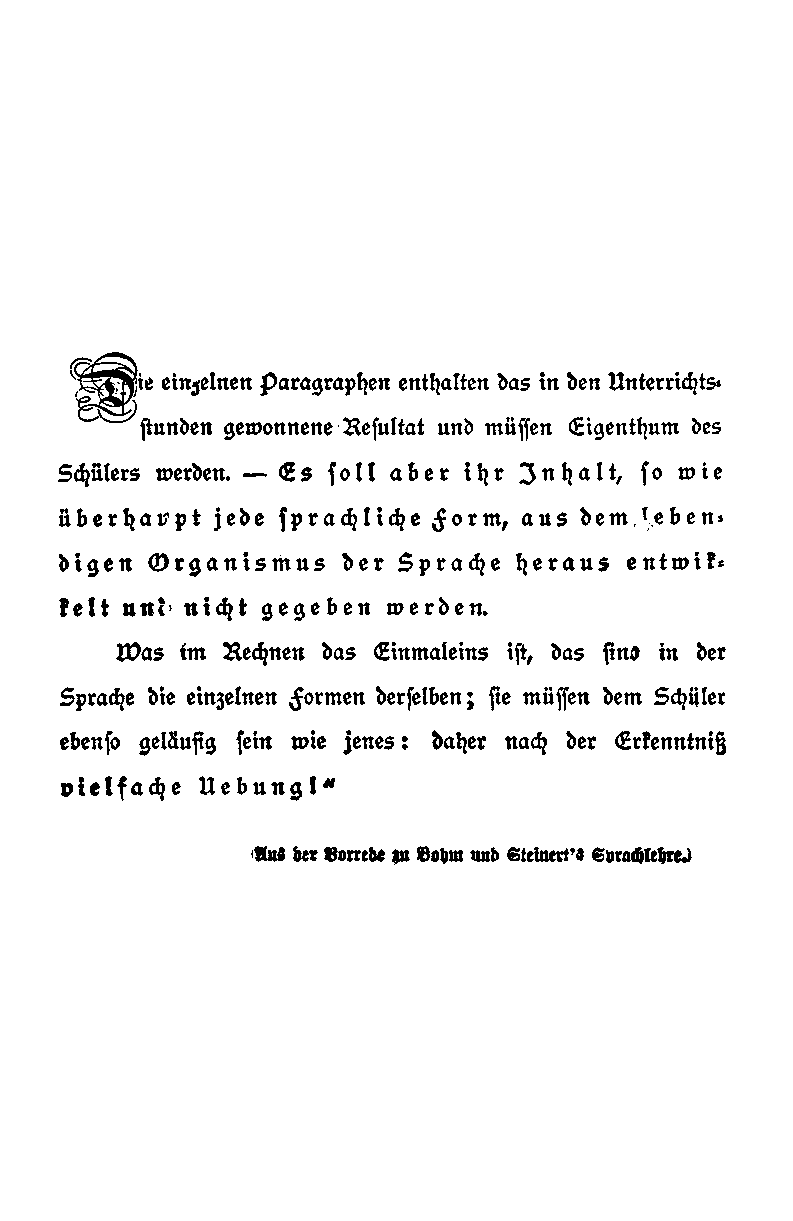 Die einzelnen Paragraphen enthalten das in den Unterrichts-
stunden gewonnene Resultat und müssen Eigenthum des
Schülers werden. — Es soll aber ihr Inhalt, so wie
überhaupt jede sprachliche Form, aus dem leben-
digen Organismus der Sprache heraus entwik-
kelt und nicht gegeben werden.
Was im Rechnen das Einmaleins ist, das sind in der
Sprache die einzelnen Formen derselben; sie müssen dem Schüler
ebenso geläufig sein wie jenes: daher nach der Erkenntniß
vielfache Uebung!“
(Aus der Vorrede zu Bohm und Steinert's Sprachlehre.)